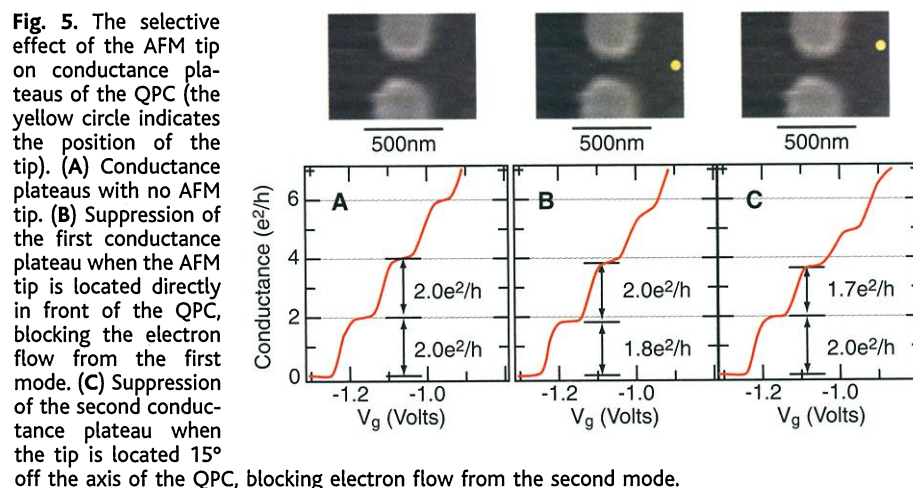 Fig. 5. The selective
effect of the AFM tip
on conductance pla-
teaus of the QPC (the
yellow circle indicates
the position of the
tip). (A) Conductance
plateaus with no AFM
tip. (B) Suppression of
the first conductance
plateau when the AFM
tip is located directly
in front of the QPC,
blocking the electron
flow from the first
mode. (C) Suppression
of the second conduc-
tance plateau when
the tip is located 15°
off the axis of the QPC, blocking electron flow from the second mode.
500nm 500nm 500nm
Conductance (e²/h)
6
4
2
0
A
2.0e²/h
2.0e²/h
-1.2 -1.0
Vg (Volts)
B
2.0e²/h
1.8e²/h
-1.2 -1.0
Vg (Volts)
C
1.7e²/h
2.0e²/h
-1.2 -1.0
Vg (Volts)